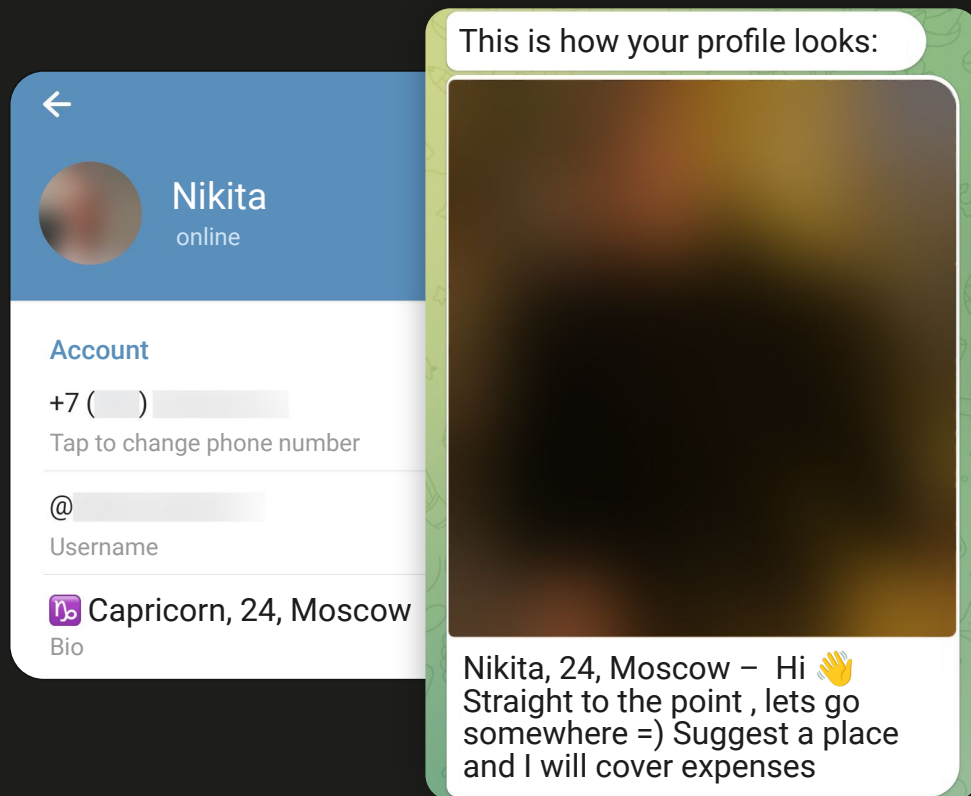 Nikita
online
Account
+7 ( )
Tap to change phone number
@
Username
♑ Capricorn, 24, Moscow
Bio
This is how your profile looks:
Nikita, 24, Moscow – Hi 👋
Straight to the point , lets go
somewhere =) Suggest a place
and I will cover expenses